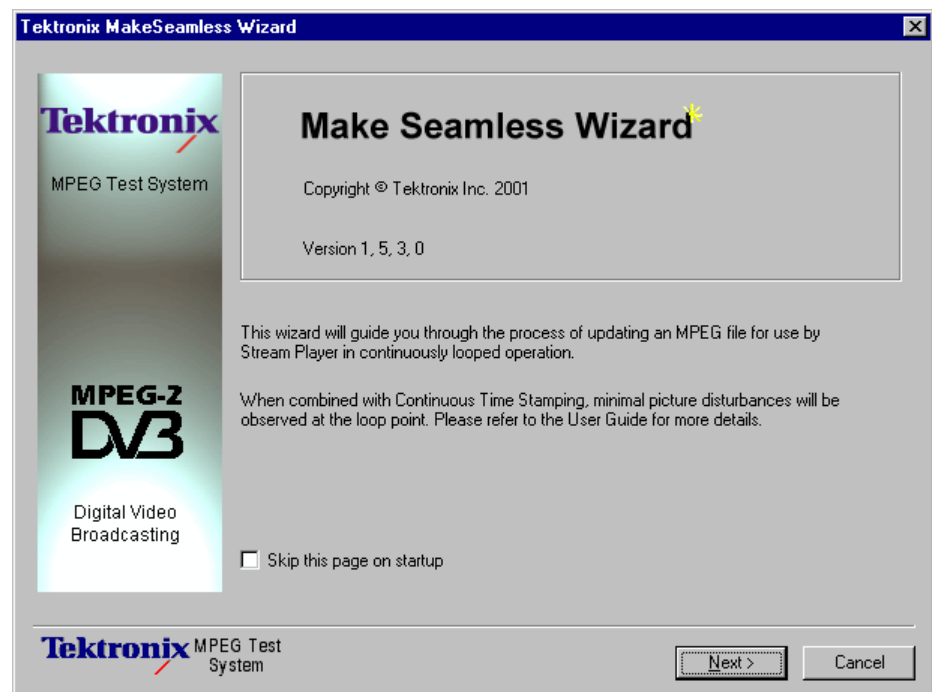 Tektronix MakeSeamless Wizard
Tektronix
MPEG Test System
MPEG-2
DVB
Digital Video
Broadcasting
Make Seamless Wizard
Copyright © Tektronix Inc. 2001
Version 1, 5, 3, 0
This wizard will guide you through the process of updating an MPEG file for use by
Stream Player in continuously looped operation.
When combined with Continuous Time Stamping, minimal picture disturbances will be
observed at the loop point. Please refer to the User Guide for more details.
Skip this page on startup
Tektronix MPEG Test
System
Next >
Cancel